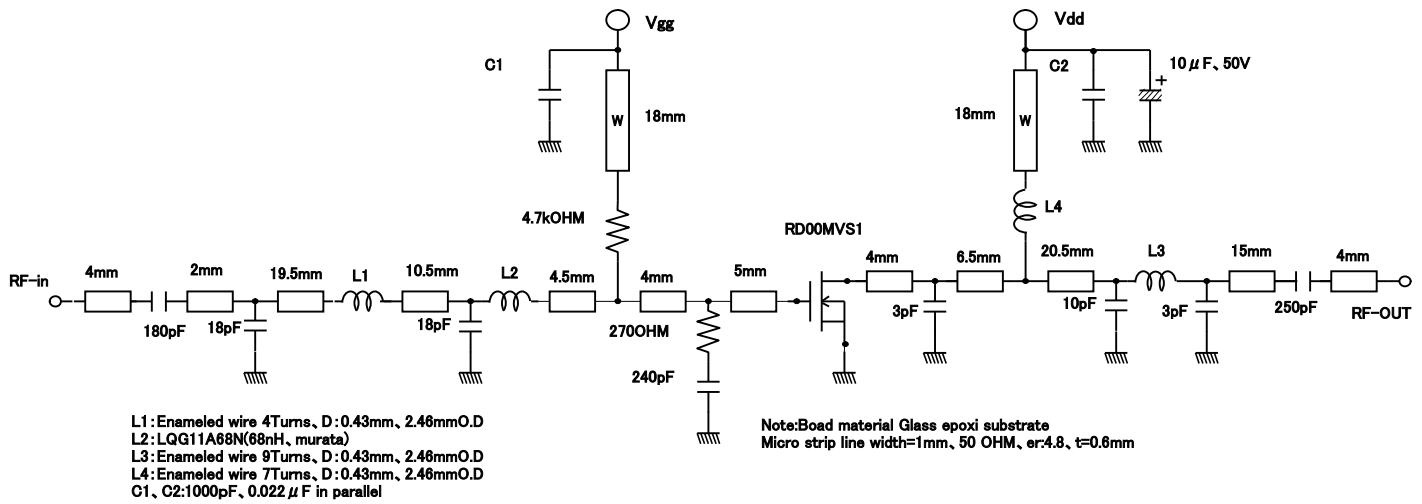 Vgg
Vdd
C1
C2
10μF、50V
+
W
18mm
18mm
W
4.7kOHM
L4
RD00MVS1
RF-in
4mm
2mm
19.5mm
L1
10.5mm
L2
4.5mm
4mm
5mm
4mm
6.5mm
20.5mm
L3
15mm
4mm
180pF
18pF
18pF
270OHM
3pF
10pF
3pF
250pF
RF-OUT
240pF
L1:Enameled wire 4Turns、D:0.43mm、2.46mmO.D
L2:LQG11A68N(68nH、murata)
L3:Enameled wire 9Turns、D:0.43mm、2.46mmO.D
L4:Enameled wire 7Turns、D:0.43mm、2.46mmO.D
C1、C2:1000pF、0.022μF in parallel
Note:Boad material Glass epoxi substrate
Micro strip line width=1mm、50 OHM、er:4.8、t=0.6mm